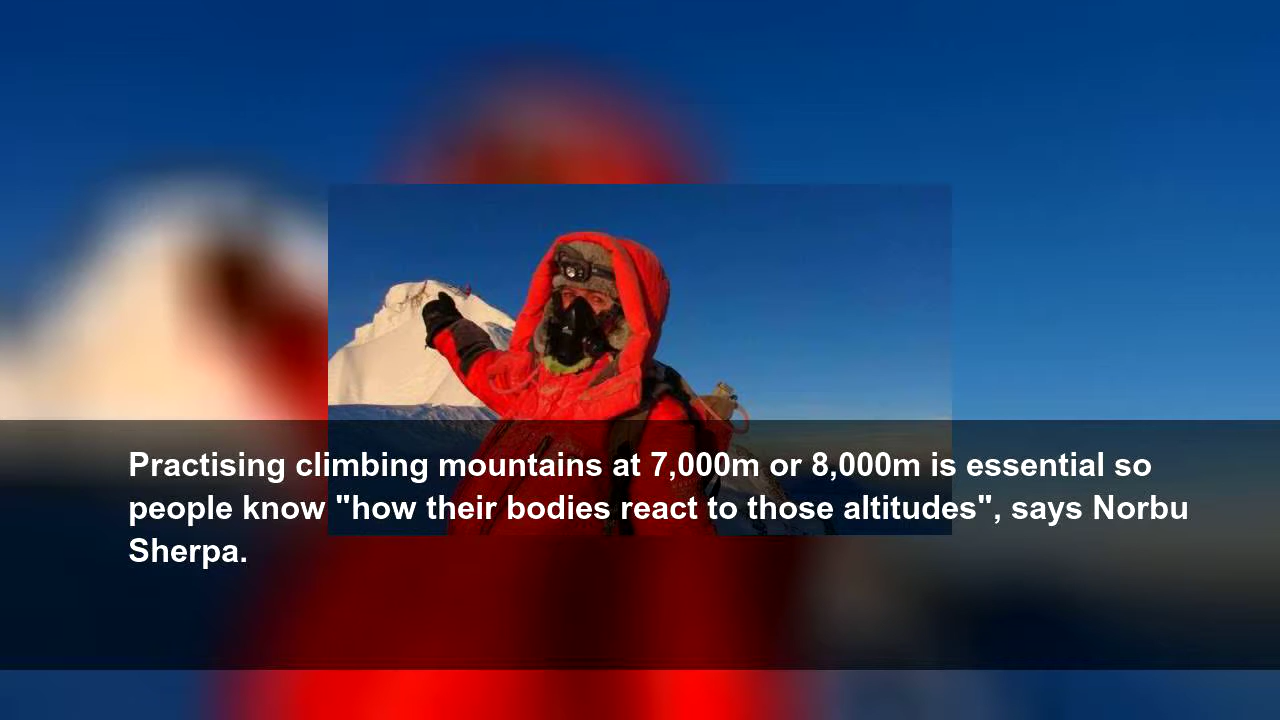 Practising climbing mountains at 7,000m or 8,000m is essential so
people know "how their bodies react to those altitudes", says Norbu
Sherpa.